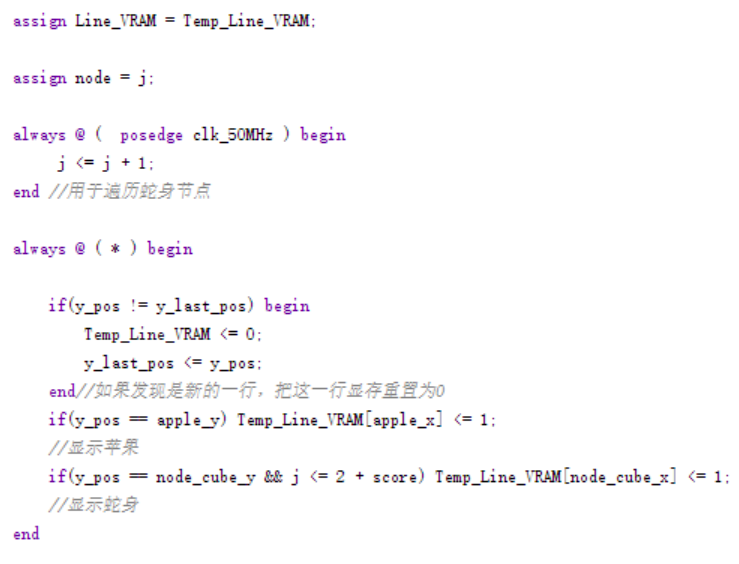 assign Line_VRAM = Temp_Line_VRAM;
assign node = j;
always @ ( posedge clk_50MHz ) begin
j <= j + 1;
end //用于遍历蛇身节点
always @ ( * ) begin
if(y_pos != y_last_pos) begin
Temp_Line_VRAM <= 0;
y_last_pos <= y_pos;
end//如果发现是新的一行，把这一行显存重置为0
if(y_pos == apple_y) Temp_Line_VRAM[apple_x] <= 1;
//显示苹果
if(y_pos == node_cube_y && j <= 2 + score) Temp_Line_VRAM[node_cube_x] <= 1;
//显示蛇身
end